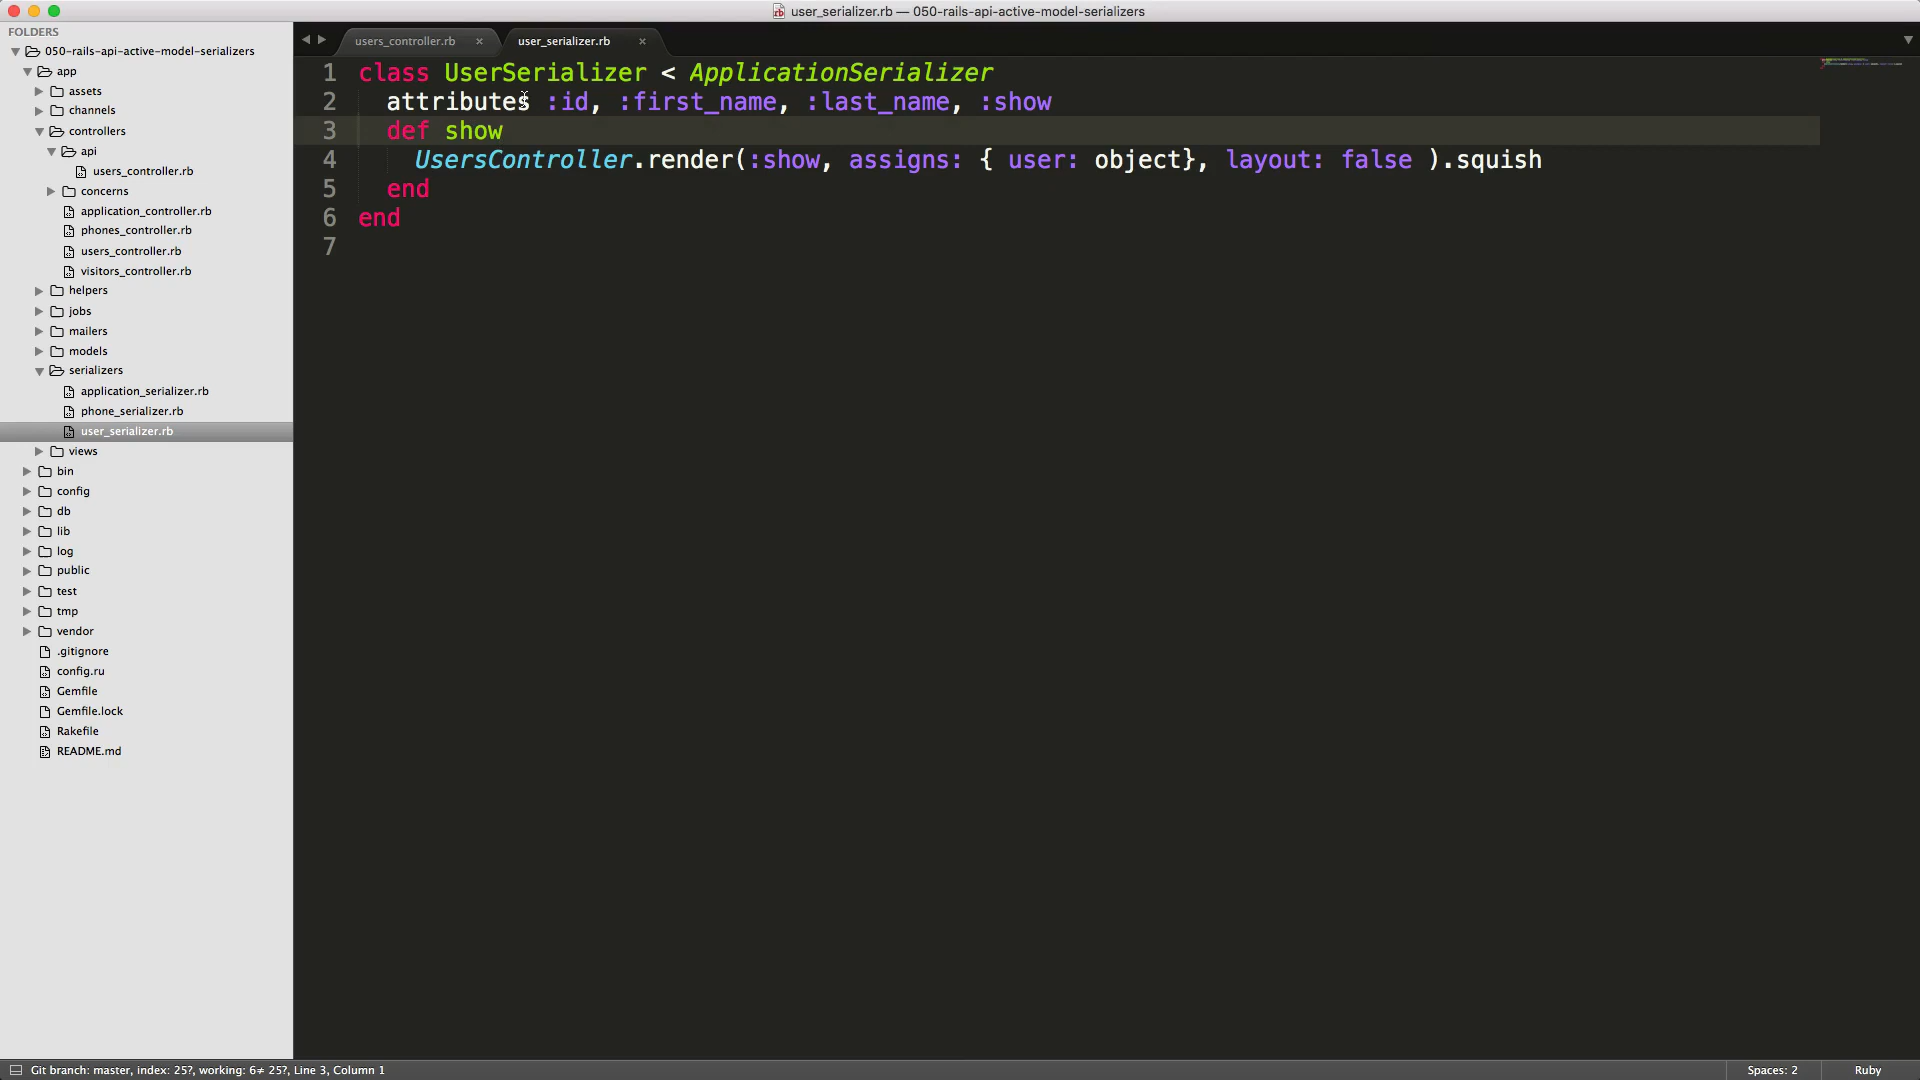 user_serializer.rb — 050-rails-api-active-model-serializers
FOLDERS
050-rails-api-active-model-serializers
app
assets
channels
controllers
api
users_controller.rb
concerns
application_controller.rb
phones_controller.rb
users_controller.rb
visitors_controller.rb
helpers
jobs
mailers
models
serializers
application_serializer.rb
phone_serializer.rb
user_serializer.rb
views
bin
config
db
lib
log
public
test
tmp
vendor
.gitignore
config.ru
Gemfile
Gemfile.lock
Rakefile
README.md
users_controller.rb × user_serializer.rb ×
1 class UserSerializer < ApplicationSerializer
2 attributes :id, :first_name, :last_name, :show
3 def show
4 UsersController.render(:show, assigns: { user: object}, layout: false ).squish
5 end
6 end
7
Git branch: master, index: 25?, working: 6≠ 25?, Line 3, Column 1
Spaces: 2
Ruby